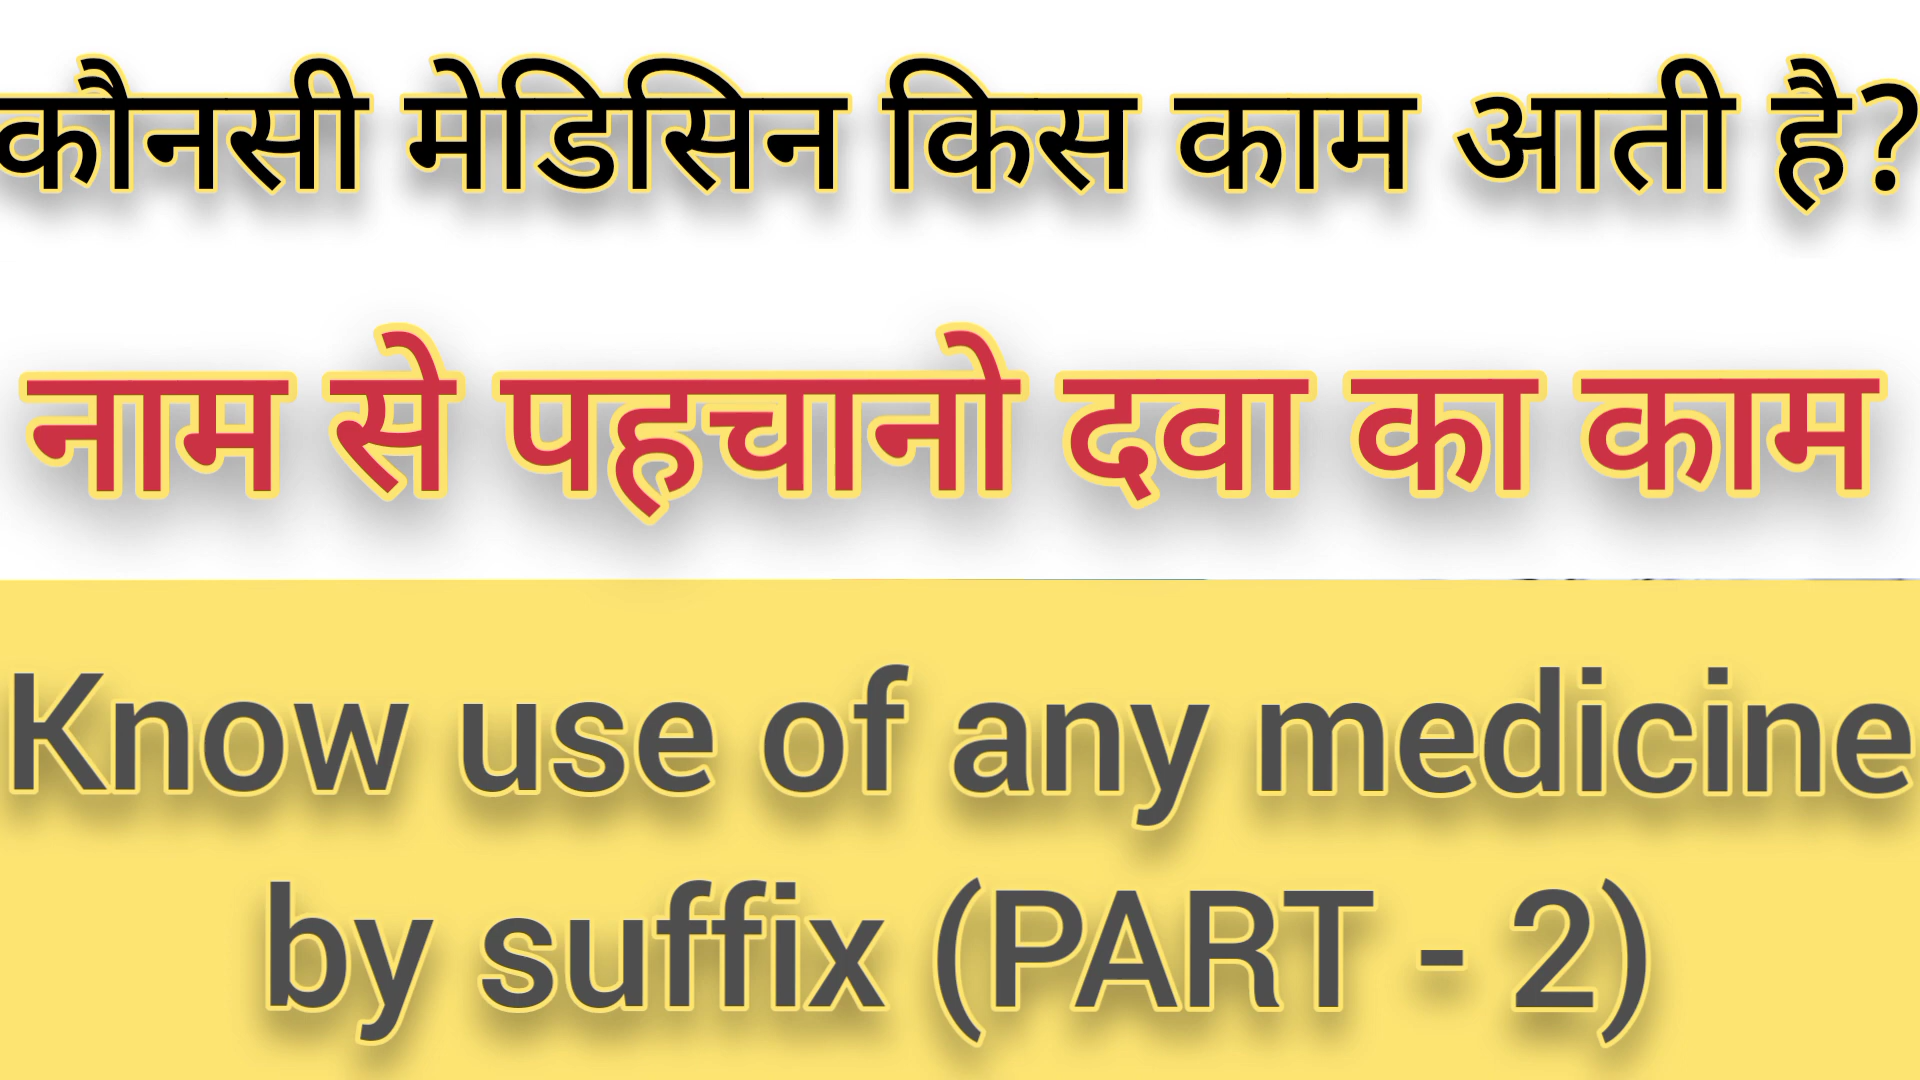 कौनसी मेडिसिन किस काम आती है?
नाम से पहचानो दवा का काम
Know use of any medicine
by suffix (PART - 2)